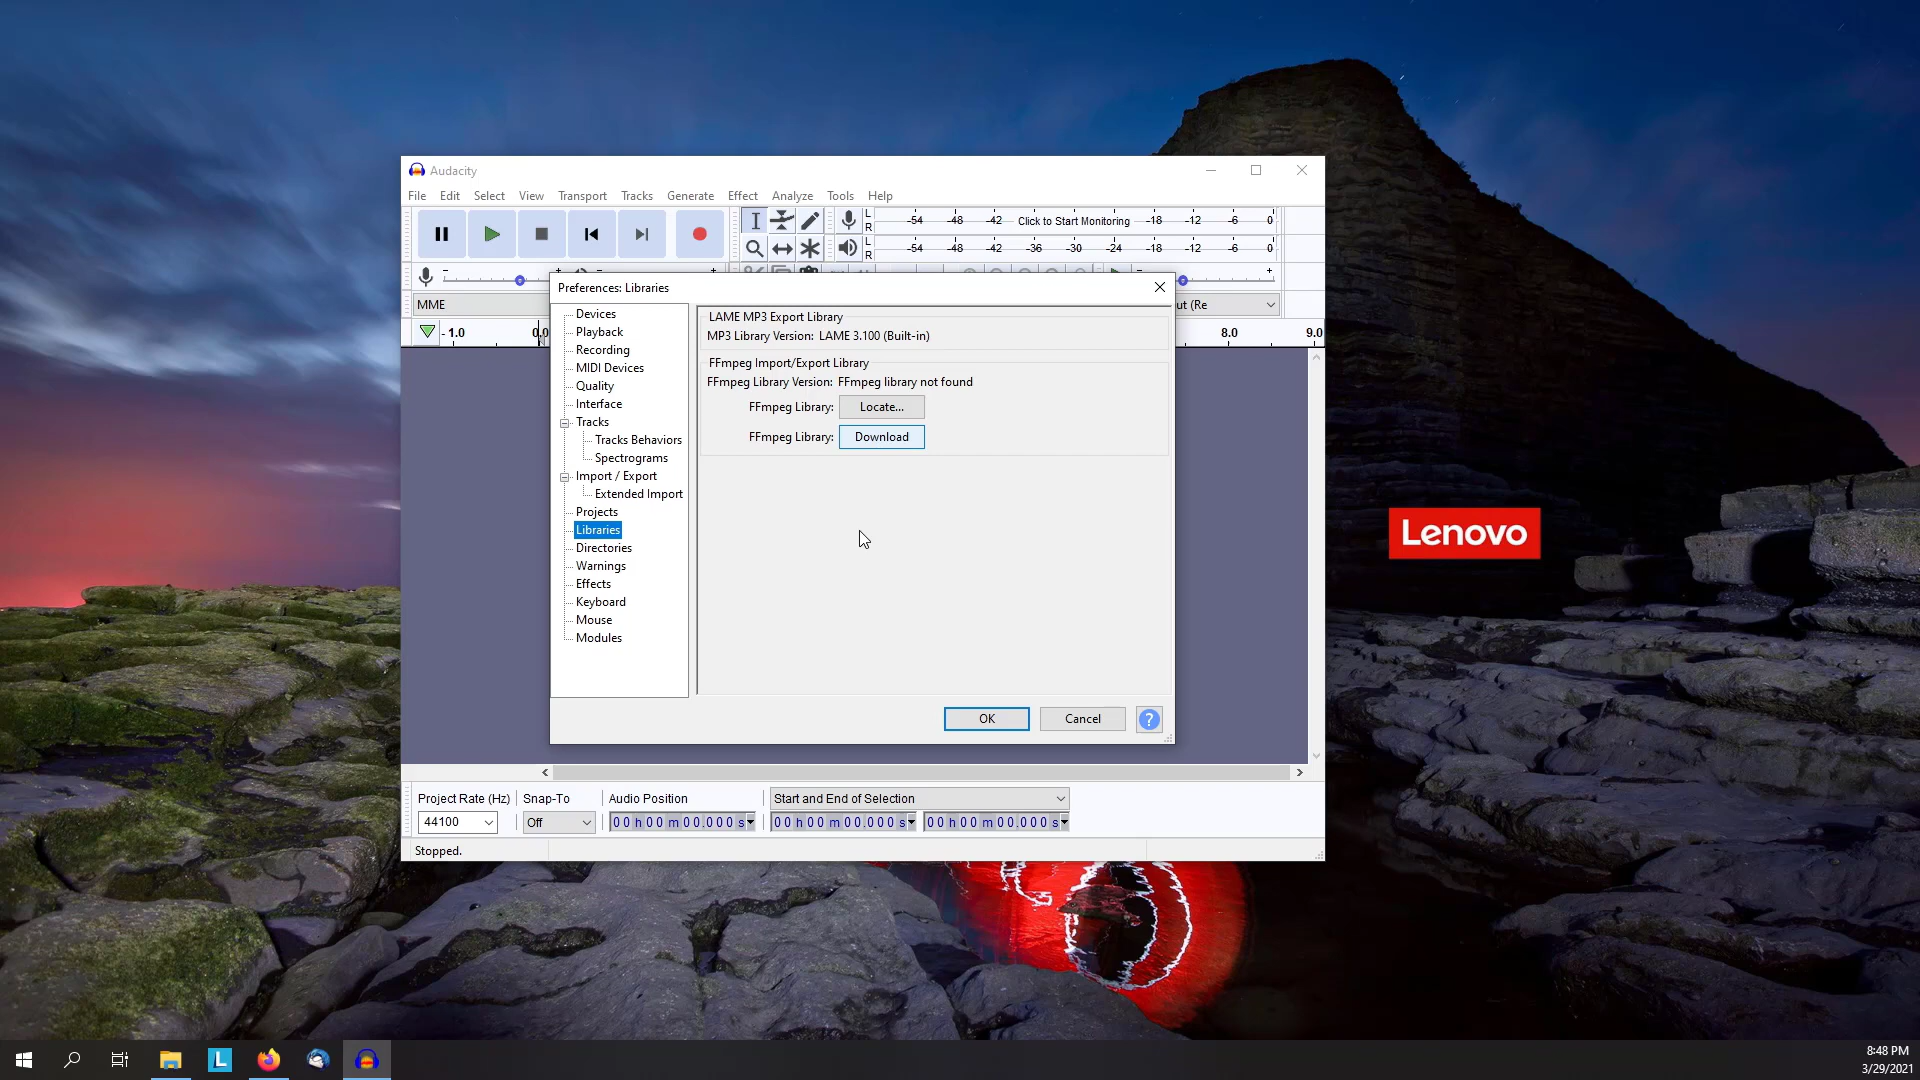 Audacity
File Edit Select View Transport Tracks Generate Effect Analyze Tools Help
L
R
-54 -48 -42 Click to Start Monitoring -18 -12 -6 0
L
R
-54 -48 -42 -36 -30 -24 -18 -12 -6 0
- + - + - +
MME
ut (Re
-1.0 0.0 8.0 9.0
Preferences: Libraries
Devices
Playback
Recording
MIDI Devices
Quality
Interface
Tracks
Tracks Behaviors
Spectrograms
Import / Export
Extended Import
Projects
Libraries
Directories
Warnings
Effects
Keyboard
Mouse
Modules
LAME MP3 Export Library
MP3 Library Version: LAME 3.100 (Built-in)
FFmpeg Import/Export Library
FFmpeg Library Version: FFmpeg library not found
FFmpeg Library: Locate...
FFmpeg Library: Download
OK Cancel ?
Project Rate (Hz) Snap-To Audio Position Start and End of Selection
44100 Off 00 h 00 m 00.000 s 00 h 00 m 00.000 s 00 h 00 m 00.000 s
Stopped.
Lenovo
L
8:48 PM
3/29/2021